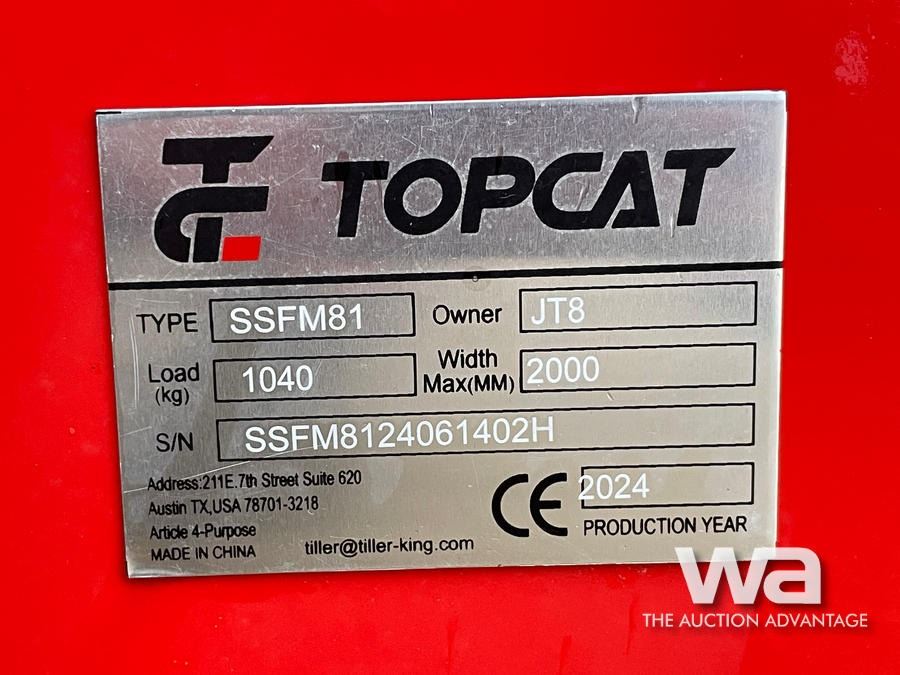 TC TOPCAT
TYPE SSFM81 Owner JT8
Load (kg) 1040 Width Max(MM) 2000
S/N SSFM8124061402H
Address:211E.7th Street Suite 620
Austin TX,USA 78701-3218
Article 4-Purpose
MADE IN CHINA
tiller@tiller-king.com
CE 2024
PRODUCTION YEAR
wa
THE AUCTION ADVANTAGE